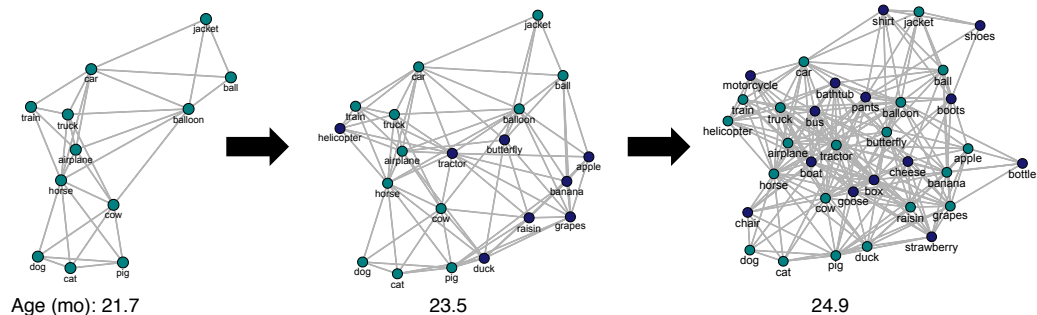 jacket
car
ball
train
truck
balloon
airplane
horse
cow
dog
cat
pig
Age (mo): 21.7
jacket
car
ball
train
truck
balloon
helicopter
airplane
tractor
butterfly
apple
horse
banana
cow
raisin
grapes
dog
cat
pig
duck
23.5
shirt
jacket
shoes
car
ball
motorcycle
bathtub
pants
train
truck
bus
balloon
boots
helicopter
butterfly
airplane
tractor
apple
boat
cheese
bottle
horse
box
banana
goose
cow
raisin
grapes
chair
strawberry
dog
cat
pig
duck
24.9